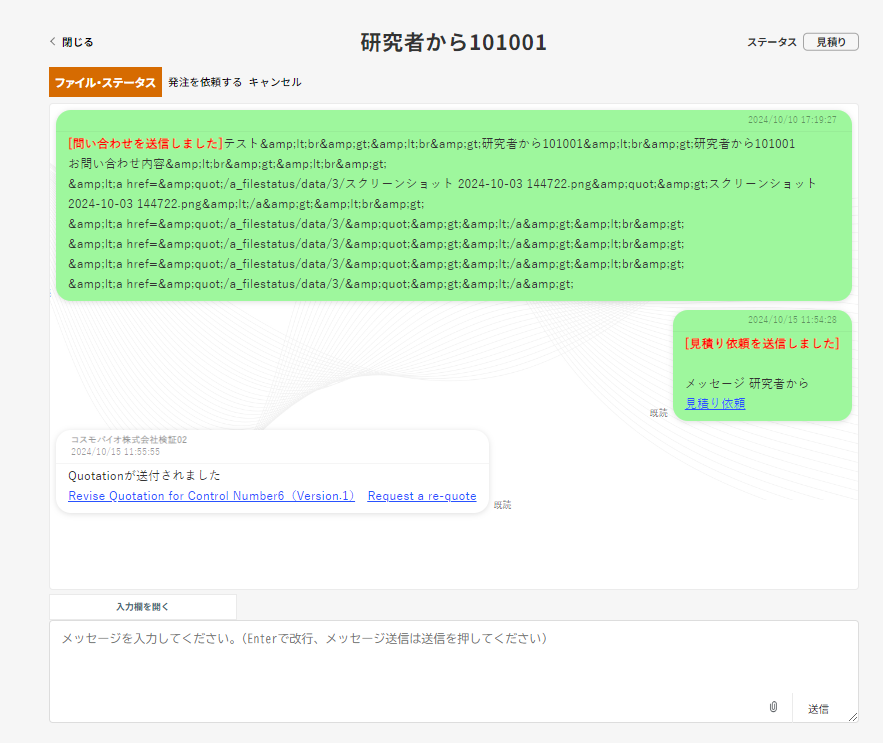 閉じる
研究者から101001
ステータス 見積り
ファイル・ステータス 発注を依頼する キャンセル
2024/10/10 17:19:27
[問い合わせを送信しました]テスト&amp;lt;br&amp;gt;&amp;lt;br&amp;gt;研究者から101001&amp;lt;br&amp;gt;研究者から101001
お問い合わせ内容&amp;lt;br&amp;gt;&amp;lt;br&amp;gt;
&amp;lt;a href=&amp;quot;/a_filestatus/data/3/スクリーンショット 2024-10-03 144722.png&amp;quot;&amp;gt;スクリーンショット
2024-10-03 144722.png&amp;lt;/a&amp;gt;&amp;lt;br&amp;gt;
&amp;lt;a href=&amp;quot;/a_filestatus/data/3/&amp;quot;&amp;gt;&amp;lt;/a&amp;gt;&amp;lt;br&amp;gt;
&amp;lt;a href=&amp;quot;/a_filestatus/data/3/&amp;quot;&amp;gt;&amp;lt;/a&amp;gt;&amp;lt;br&amp;gt;
&amp;lt;a href=&amp;quot;/a_filestatus/data/3/&amp;quot;&amp;gt;&amp;lt;/a&amp;gt;&amp;lt;br&amp;gt;
&amp;lt;a href=&amp;quot;/a_filestatus/data/3/&amp;quot;&amp;gt;&amp;lt;/a&amp;gt;
2024/10/15 11:54:28
[見積り依頼を送信しました]
メッセージ 研究者から
見積り依頼
既読
コスモバイオ株式会社検証02
2024/10/15 11:55:55
Quotationが送付されました
Revise Quotation for Control Number6（Version.1） Request a re-quote
既読
入力欄を開く
メッセージを入力してください。（Enterで改行、メッセージ送信は送信を押してください）
送信